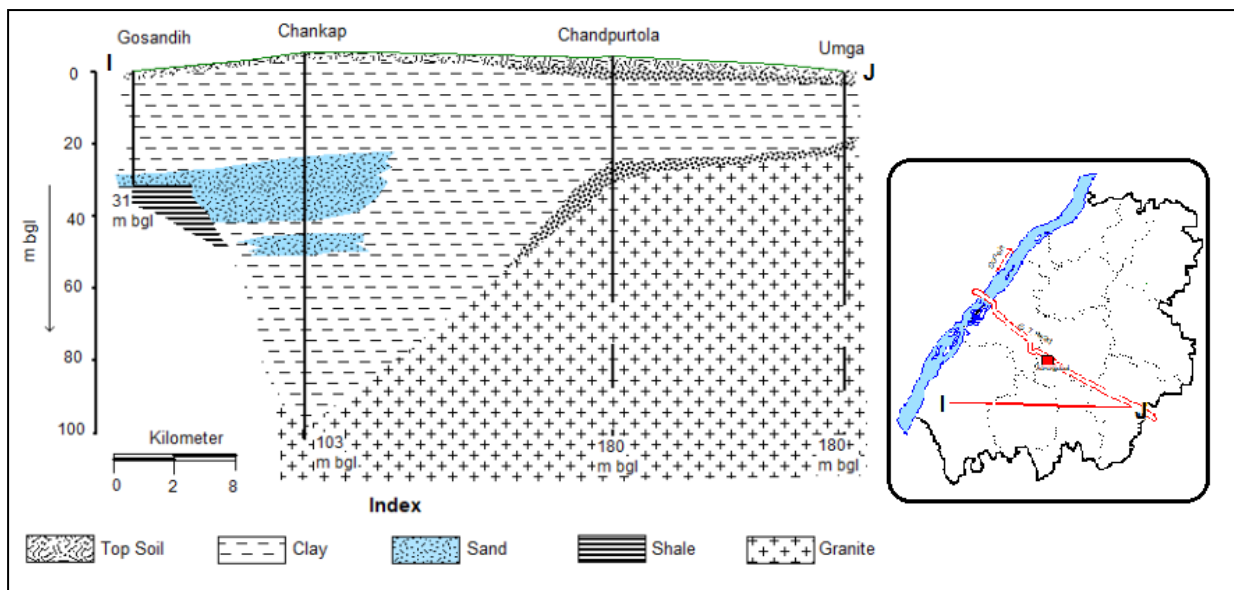 Gosandih
Chankap
Chandpurtola
Umga
I
J
0
20
40
60
80
100
m bgl
31
m bgl
103
m bgl.
180
m bgl
180
m bgl
Kilometer
0 2 8
Index
Top Soil
Clay
Sand
Shale
Granite
I
J